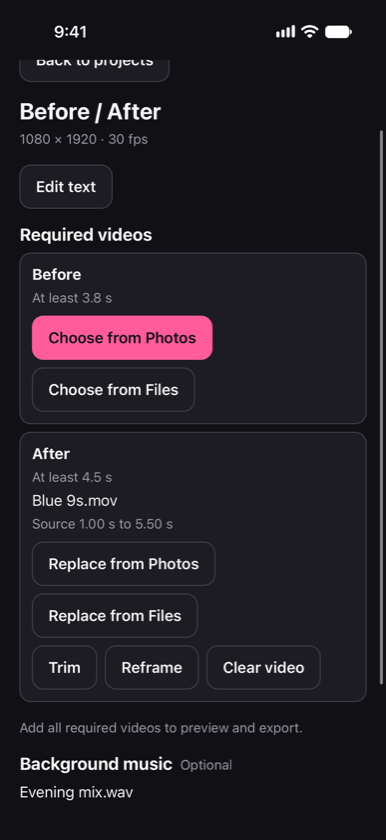 9:41
Back to projects
Before / After
1080 × 1920 · 30 fps
Edit text
Required videos
Before
At least 3.8 s
Choose from Photos
Choose from Files
After
At least 4.5 s
Blue 9s.mov
Source 1.00 s to 5.50 s
Replace from Photos
Replace from Files
Trim Reframe Clear video
Add all required videos to preview and export.
Background music Optional
Evening mix.wav